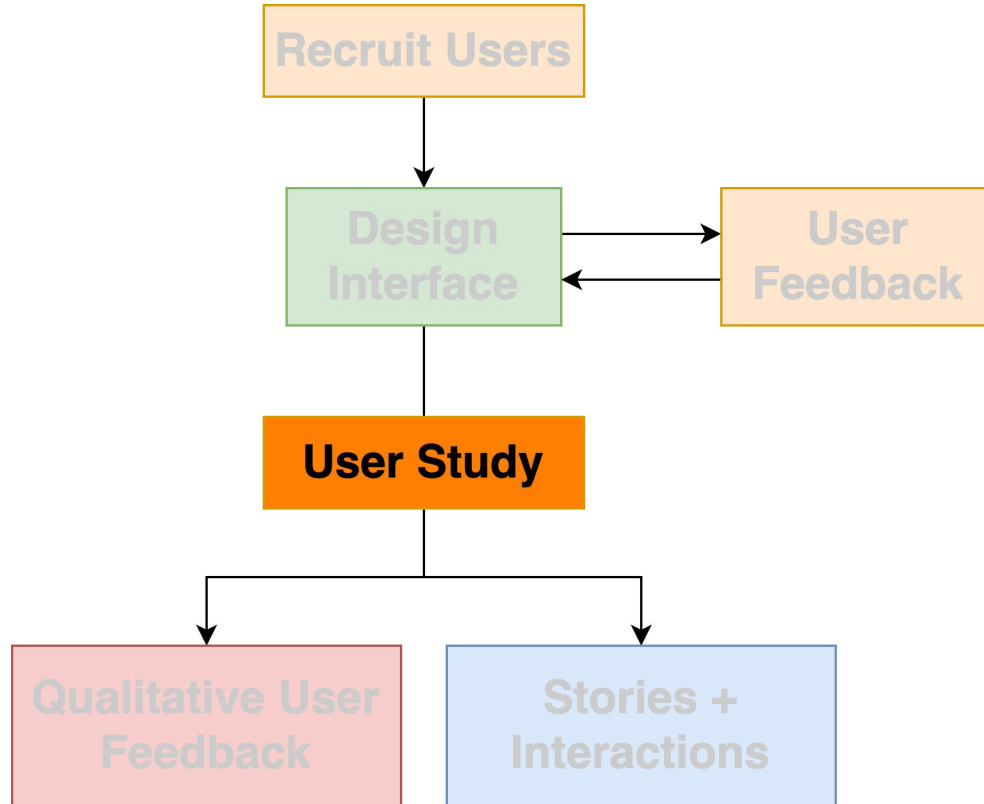 Recruit Users
Design
Interface
User
Feedback
User Study
Qualitative User
Feedback
Stories +
Interactions